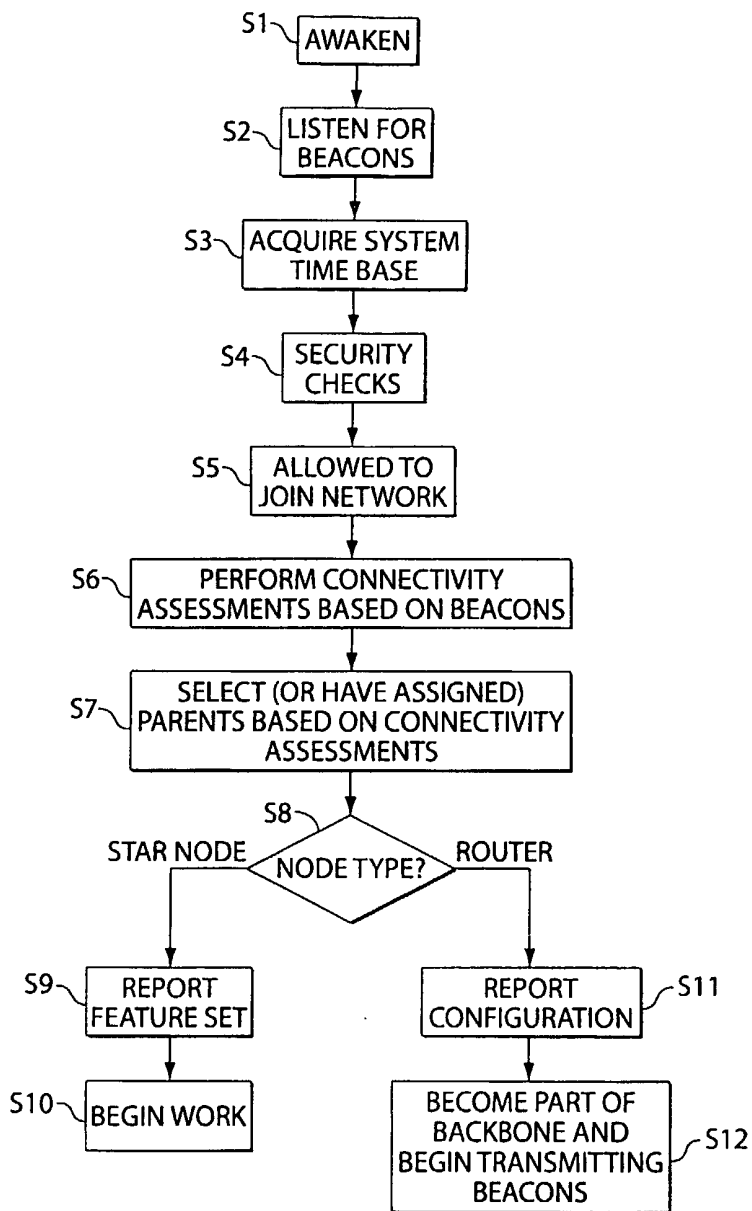 S1
AWAKEN
S2
LISTEN FOR
BEACONS
S3
ACQUIRE SYSTEM
TIME BASE
S4
SECURITY
CHECKS
S5
ALLOWED TO
JOIN NETWORK
S6
PERFORM CONNECTIVITY
ASSESSMENTS BASED ON BEACONS
S7
SELECT (OR HAVE ASSIGNED)
PARENTS BASED ON CONNECTIVITY
ASSESSMENTS
S8
STAR NODE
NODE TYPE?
ROUTER
S9
REPORT
FEATURE SET
S10
BEGIN WORK
REPORT
CONFIGURATION
S11
BECOME PART OF
BACKBONE AND
BEGIN TRANSMITTING
BEACONS
S12